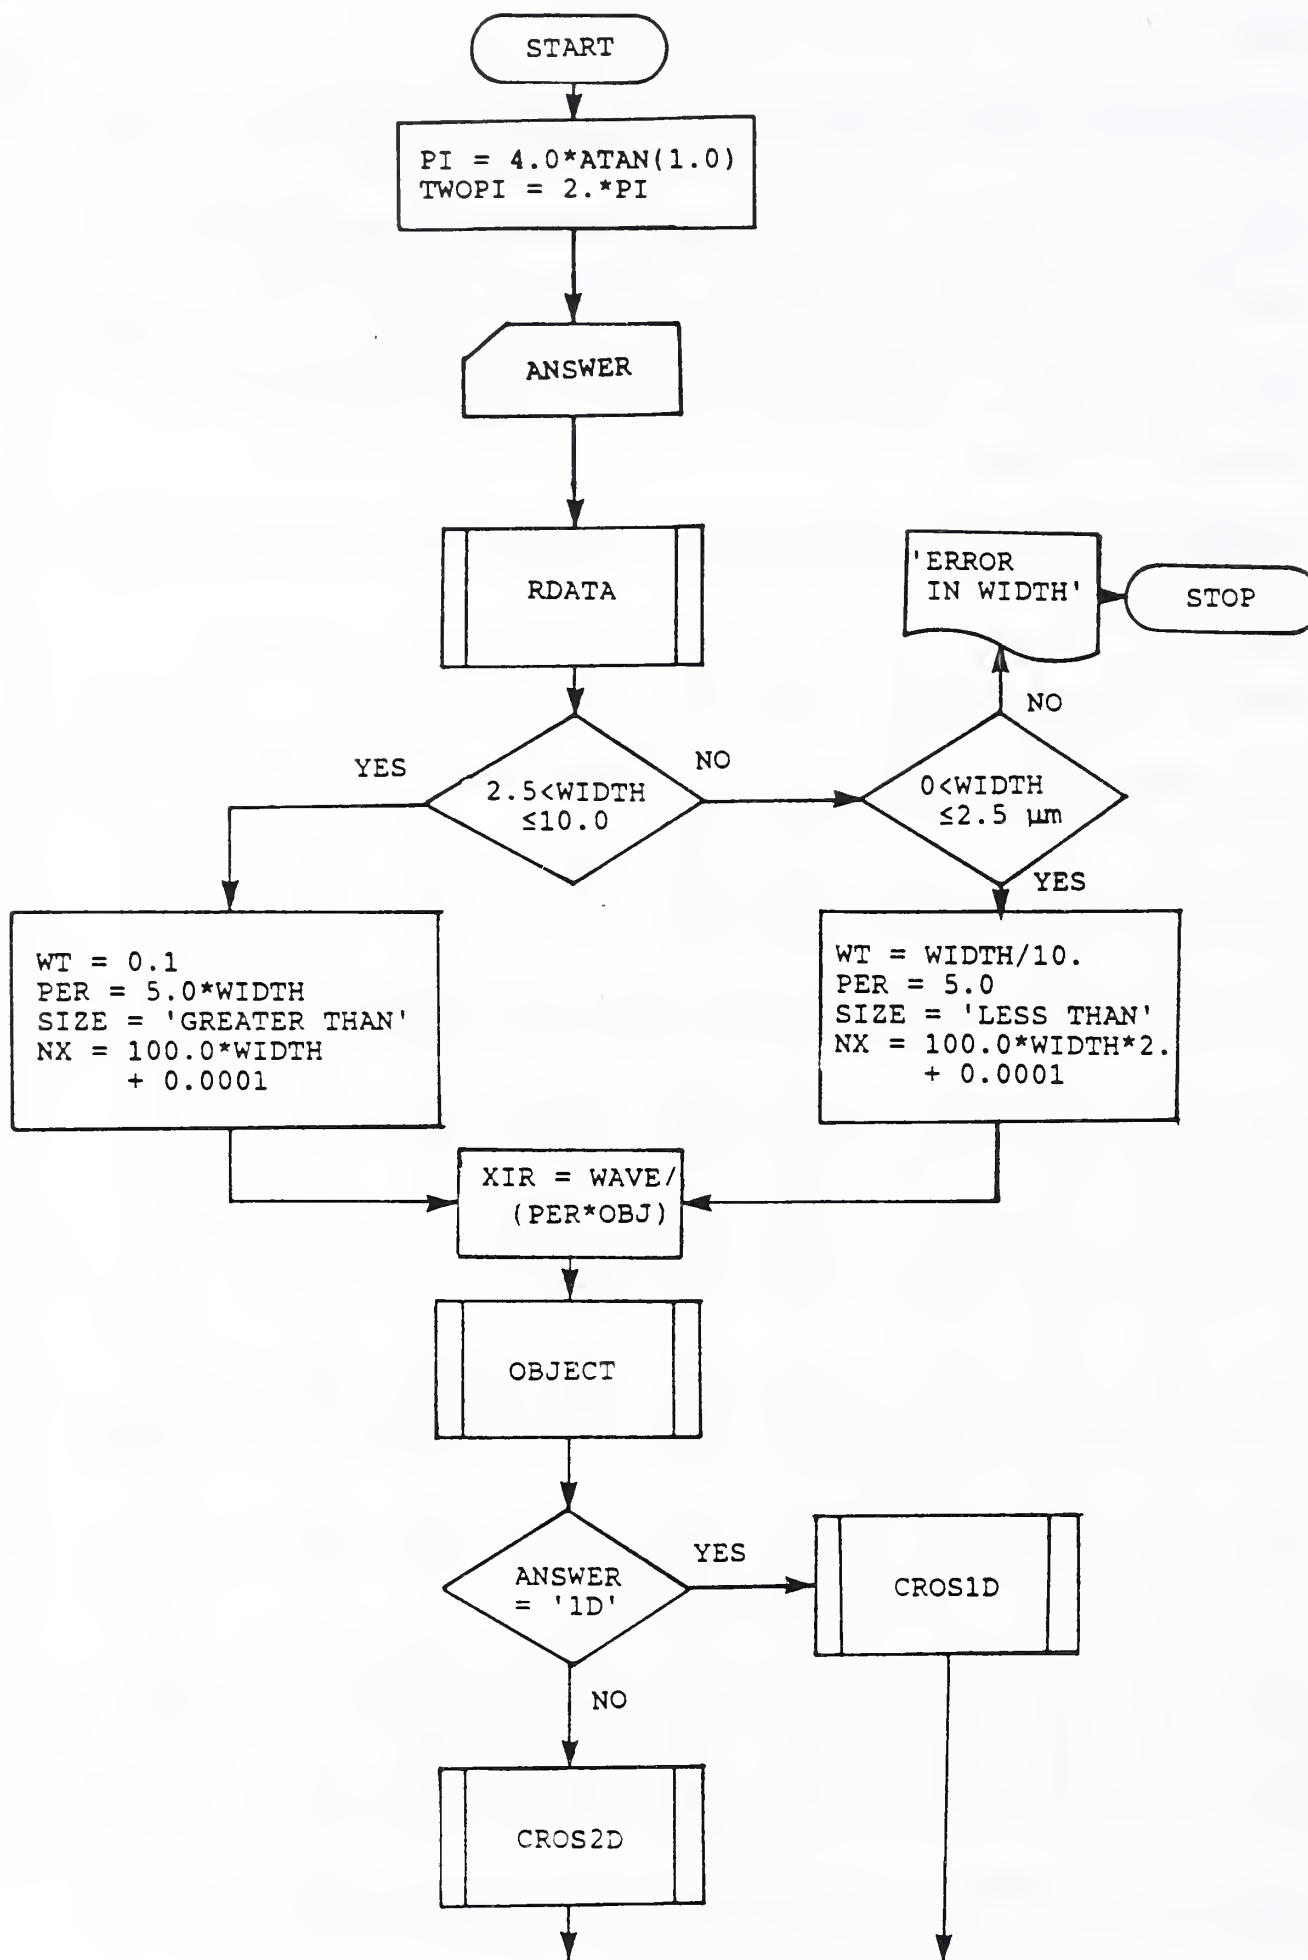 START
PI = 4.0*ATAN(1.0)
TWOPI = 2.*PI
ANSWER
RDATA
'ERROR
IN WIDTH'
STOP
NO
YES
2.5<WIDTH
≤10.0
NO
0<WIDTH
≤2.5 μm
YES
WT = 0.1
PER = 5.0*WIDTH
SIZE = 'GREATER THAN'
NX = 100.0*WIDTH
+ 0.0001
WT = WIDTH/10.
PER = 5.0
SIZE = 'LESS THAN'
NX = 100.0*WIDTH*2.
+ 0.0001
XIR = WAVE/
(PER*OBJ)
OBJECT
ANSWER
= '1D'
YES
CROS1D
NO
CROS2D